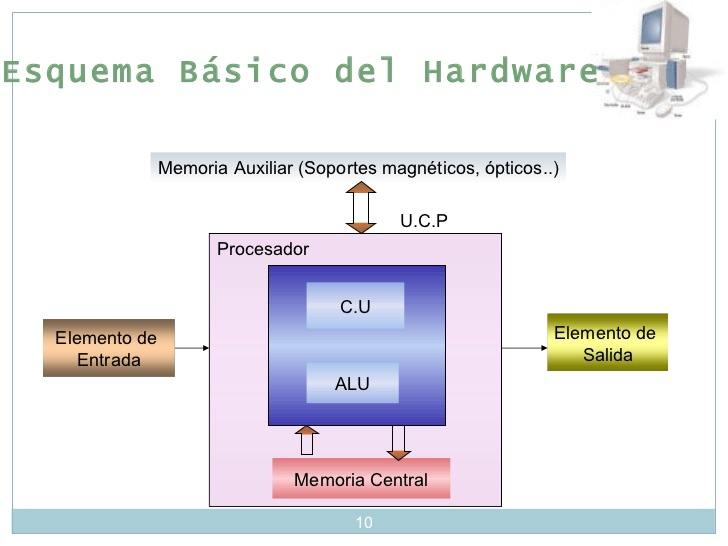 Esquema Básico del Hardware
Memoria Auxiliar (Soportes magnéticos, ópticos..)
U.C.P
Procesador
C.U
Elemento de
Entrada
Elemento de
Salida
ALU
Memoria Central
10